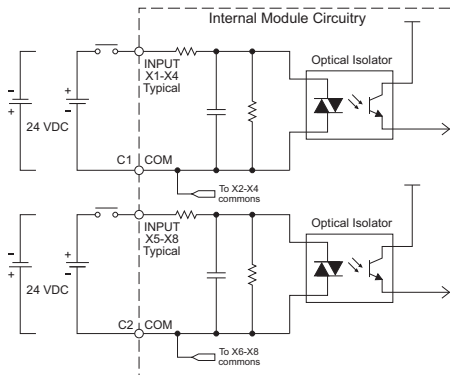 Internal Module Circuitry
INPUT
X1-X4
Typical
Optical Isolator
-
+
+
-
24 VDC
C1
COM
To X2-X4
commons
INPUT
X5-X8
Typical
Optical Isolator
-
+
+
-
24 VDC
C2
COM
To X6-X8
commons